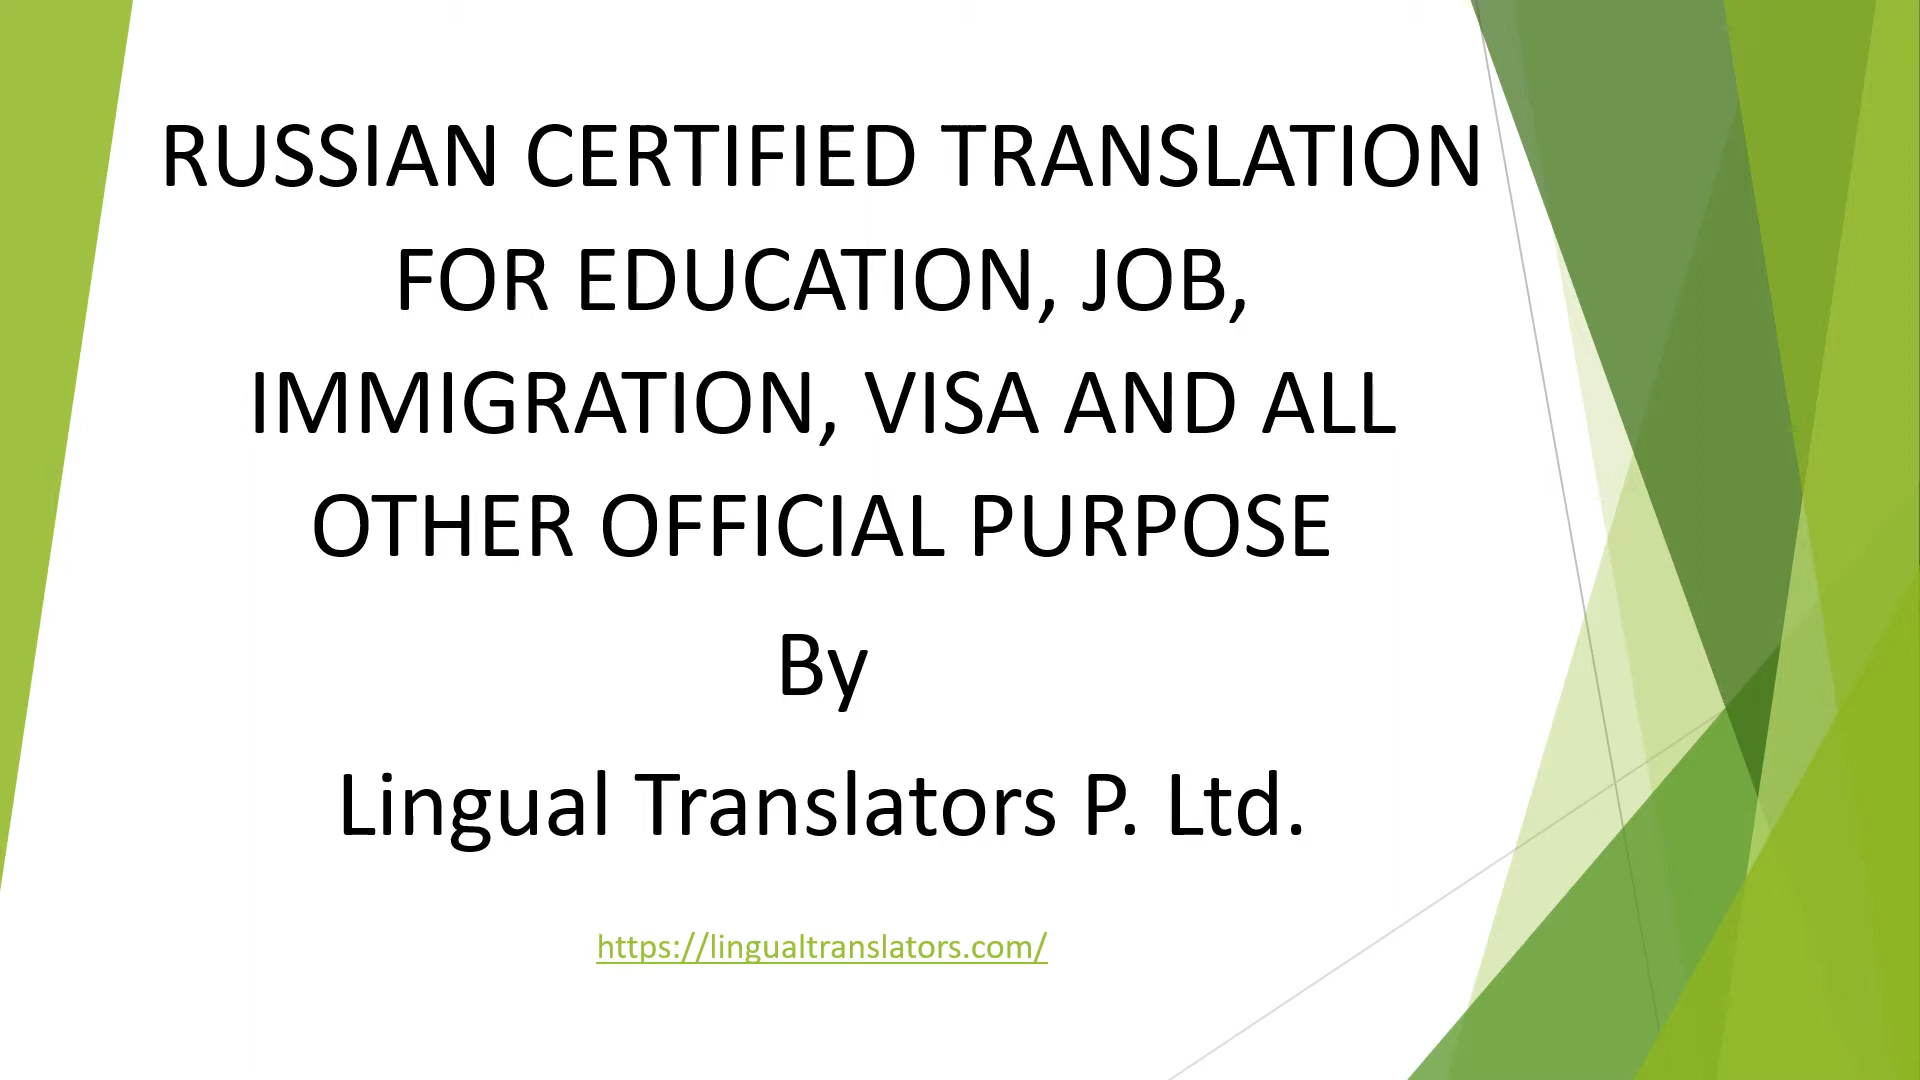 RUSSIAN CERTIFIED TRANSLATION
FOR EDUCATION, JOB,
IMMIGRATION, VISA AND ALL
OTHER OFFICIAL PURPOSE
By
Lingual Translators P. Ltd.
https://lingualtranslators.com/